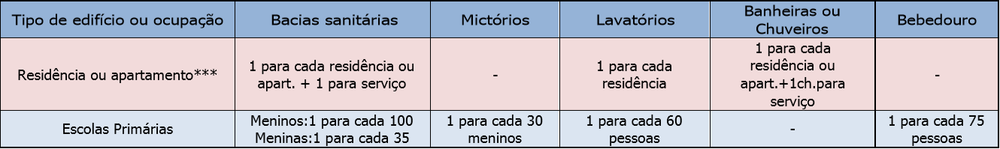 Tipo de edifício ou ocupação
Bacias sanitárias
Mictórios
Lavatórios
Banheiras ou
Chuveiros
Bebedouro
Residência ou apartamento***
1 para cada residência ou
apart. + 1 para serviço
-
1 para cada
residência
1 para cada
residência ou
apart.+1ch.para
serviço
-
Escolas Primárias
Meninos:1 para cada 100
Meninas:1 para cada 35
1 para cada 30
meninos
1 para cada 60
pessoas
-
1 para cada 75
pessoas